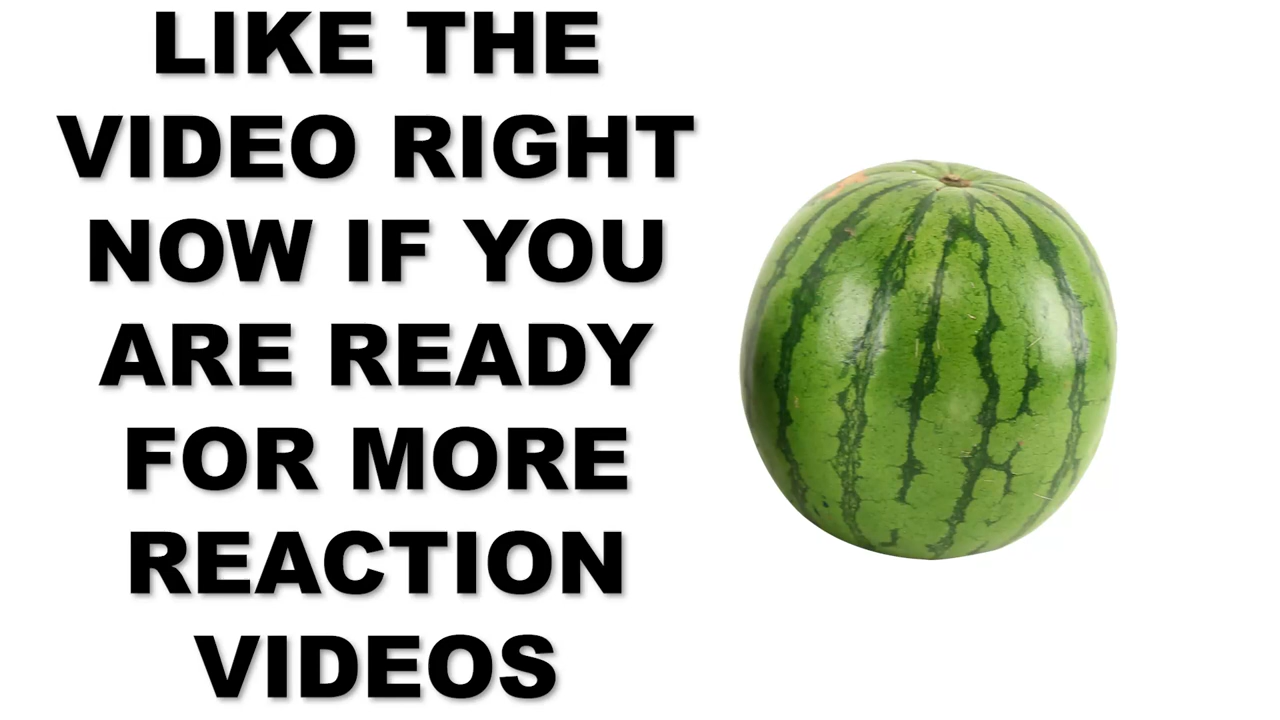 LIKE THE
VIDEO RIGHT
NOW IF YOU
ARE READY
FOR MORE
REACTION
VIDEOS